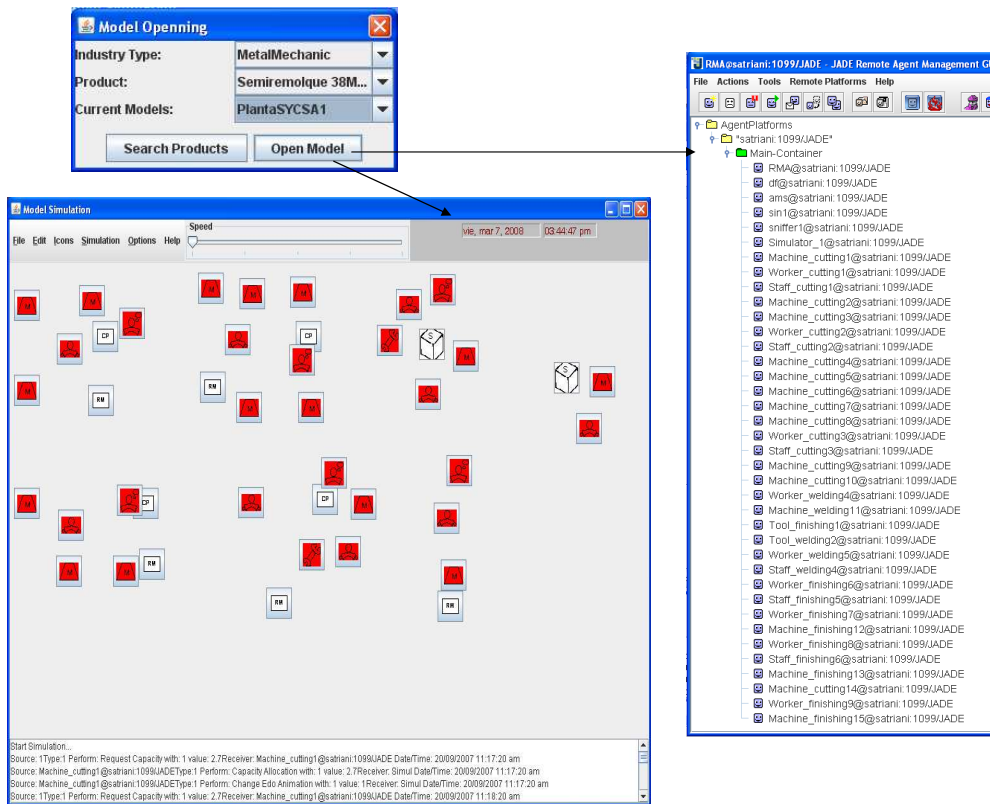 Model Openning
Industry Type: MetalMechanic
Product: Semiremolque 38M...
Current Models: PlantaSYCSA1
Search Products Open Model
RMA@satriani:1099/JADE - JADE Remote Agent Management GU
File Actions Tools Remote Platforms Help
AgentPlatforms
"satriani:1099/JADE"
Main-Container
RMA@satriani:1099/JADE
df@satriani:1099/JADE
ams@satriani:1099/JADE
sin1@satriani:1099/JADE
sniffer1@satriani:1099/JADE
Simulator_1@satriani:1099/JADE
Machine_cutting1@satriani:1099/JADE
Worker_cutting1@satriani:1099/JADE
Staff_cutting1@satriani:1099/JADE
Machine_cutting2@satriani:1099/JADE
Machine_cutting3@satriani:1099/JADE
Worker_cutting2@satriani:1099/JADE
Staff_cutting2@satriani:1099/JADE
Machine_cutting4@satriani:1099/JADE
Machine_cutting5@satriani:1099/JADE
Machine_cutting6@satriani:1099/JADE
Machine_cutting7@satriani:1099/JADE
Machine_cutting8@satriani:1099/JADE
Worker_cutting3@satriani:1099/JADE
Staff_cutting3@satriani:1099/JADE
Machine_cutting9@satriani:1099/JADE
Machine_cutting10@satriani:1099/JADE
Worker_welding4@satriani:1099/JADE
Machine_welding11@satriani:1099/JADE
Tool_finishing1@satriani:1099/JADE
Tool_welding2@satriani:1099/JADE
Worker_welding5@satriani:1099/JADE
Staff_welding4@satriani:1099/JADE
Worker_finishing6@satriani:1099/JADE
Staff_finishing5@satriani:1099/JADE
Worker_finishing7@satriani:1099/JADE
Machine_finishing12@satriani:1099/JADE
Worker_finishing8@satriani:1099/JADE
Staff_finishing6@satriani:1099/JADE
Machine_finishing13@satriani:1099/JADE
Machine_cutting14@satriani:1099/JADE
Worker_finishing9@satriani:1099/JADE
Machine_finishing15@satriani:1099/JADE
Model Simulation
File Edit Icons Simulation Options Help
Speed
vie, mar 7, 2008 03:44:47 pm
M M M M M
CP CP S
M S M
M RM RM M M
M CP CP M
M M RM M
RM RM
Start Simulation...
Source: 1Type:1 Perform: Request Capacity with: 1 value: 2.7Receiver: Machine_cutting1@satriani:1099/JADE Date/Time: 20/09/2007 11:17:20 am
Source: Machine_cutting1@satriani:1099/JADEType:1 Perform: Capacity Allocation with: 1 value: 2.7Receiver: Simul Date/Time: 20/09/2007 11:17:20 am
Source: Machine_cutting1@satriani:1099/JADEType:1 Perform: Change Edo Animation with: 1 value: 1Receiver: Simul Date/Time: 20/09/2007 11:17:20 am
Source: 1Type:1 Perform: Request Capacity with: 1 value: 2.7Receiver: Machine_cutting1@satriani:1099/JADE Date/Time: 20/09/2007 11:18:20 am